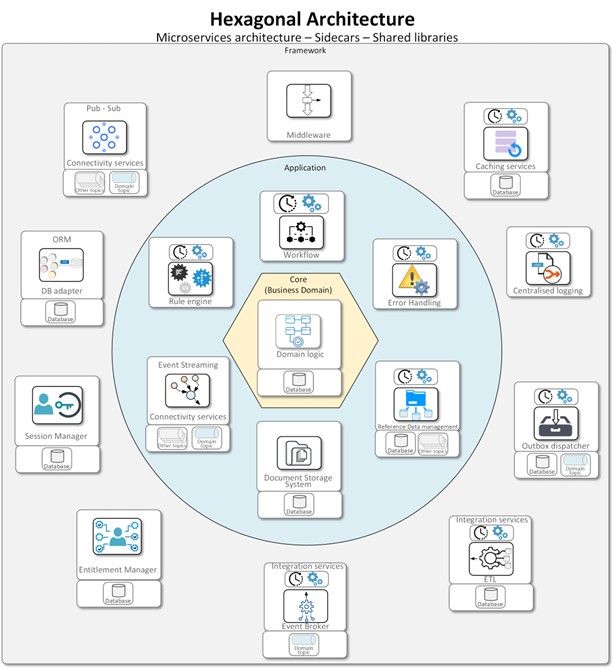 Hexagonal Architecture
Microservices architecture – Sidecars – Shared libraries
Framework
Middleware
Pub - Sub
Connectivity services
Other topics
Domain
topic
Caching services
Database
Application
Workflow
ORM
DB adapter
Database
Rule engine
Error Handling
Centralised logging
Core
(Business Domain)
Domain logic
Database
Event Streaming
Connectivity services
Other topics
Domain
topic
Reference Data management
Database
Other topics
Session Manager
Database
Outbox dispatcher
Database
Domain
topic
Document Storage
System
Database
Entitlement Manager
Database
Integration services
Event Broker
Domain
topic
Integration services
ETL
Database